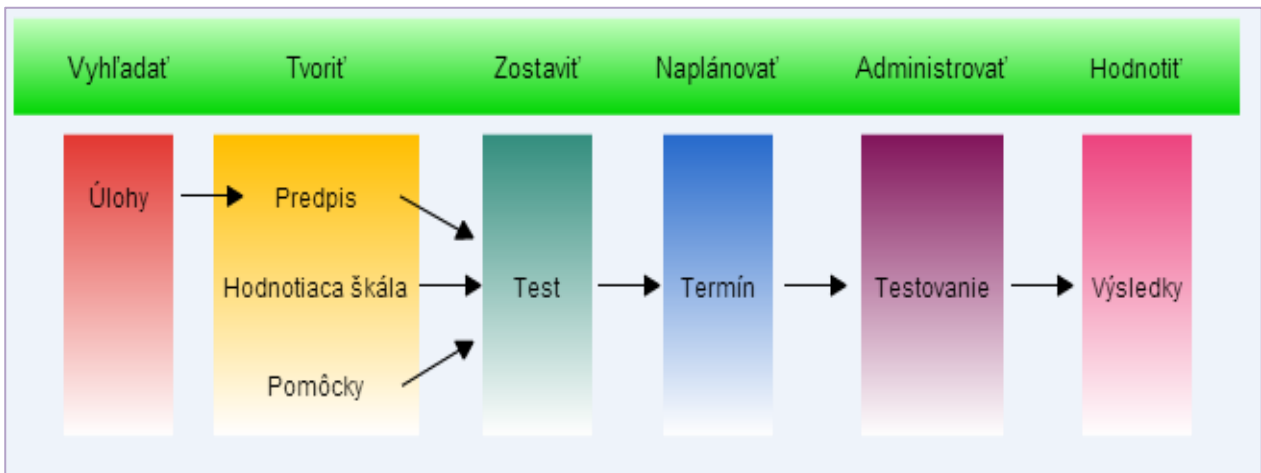 Vyhľadať Tvoriť Zostaviť Naplánovať Administrovať Hodnotiť
Úlohy Predpis
Hodnotiaca škála Test Termín Testovanie Výsledky
Pomôcky